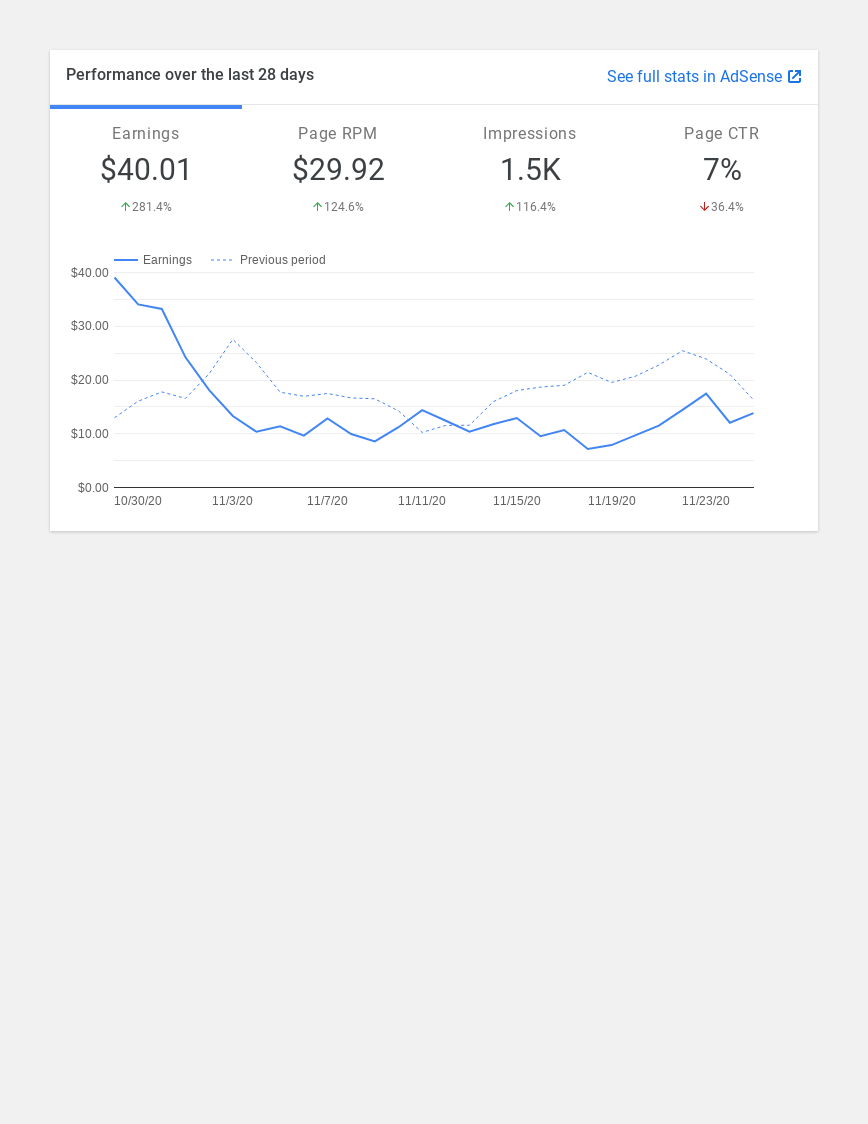 Performance over the last 28 days
See full stats in AdSense
Earnings Page RPM Impressions Page CTR
$40.01 $29.92 1.5K 7%
↑281.4% ↑124.6% ↑116.4% ↓36.4%
Earnings Previous period
$40.00
$30.00
$20.00
$10.00
$0.00
10/30/20 11/3/20 11/7/20 11/11/20 11/15/20 11/19/20 11/23/20